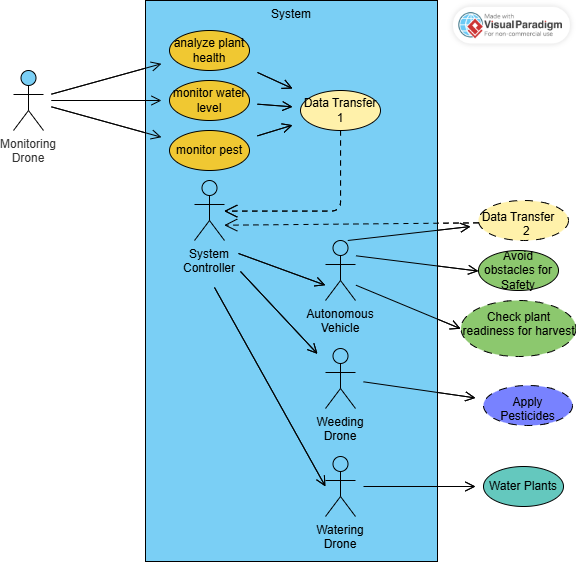 System
Made with
Visual Paradigm
For non-commercial use
analyze plant
health
monitor water
level
Data Transfer
1
monitor pest
Monitoring
Drone
System
Controller
Data Transfer
2
Avoid
obstacles for
Safety
Autonomous
Vehicle
Check plant
readiness for harvest
Weeding
Drone
Apply
Pesticides
Water Plants
Watering
Drone